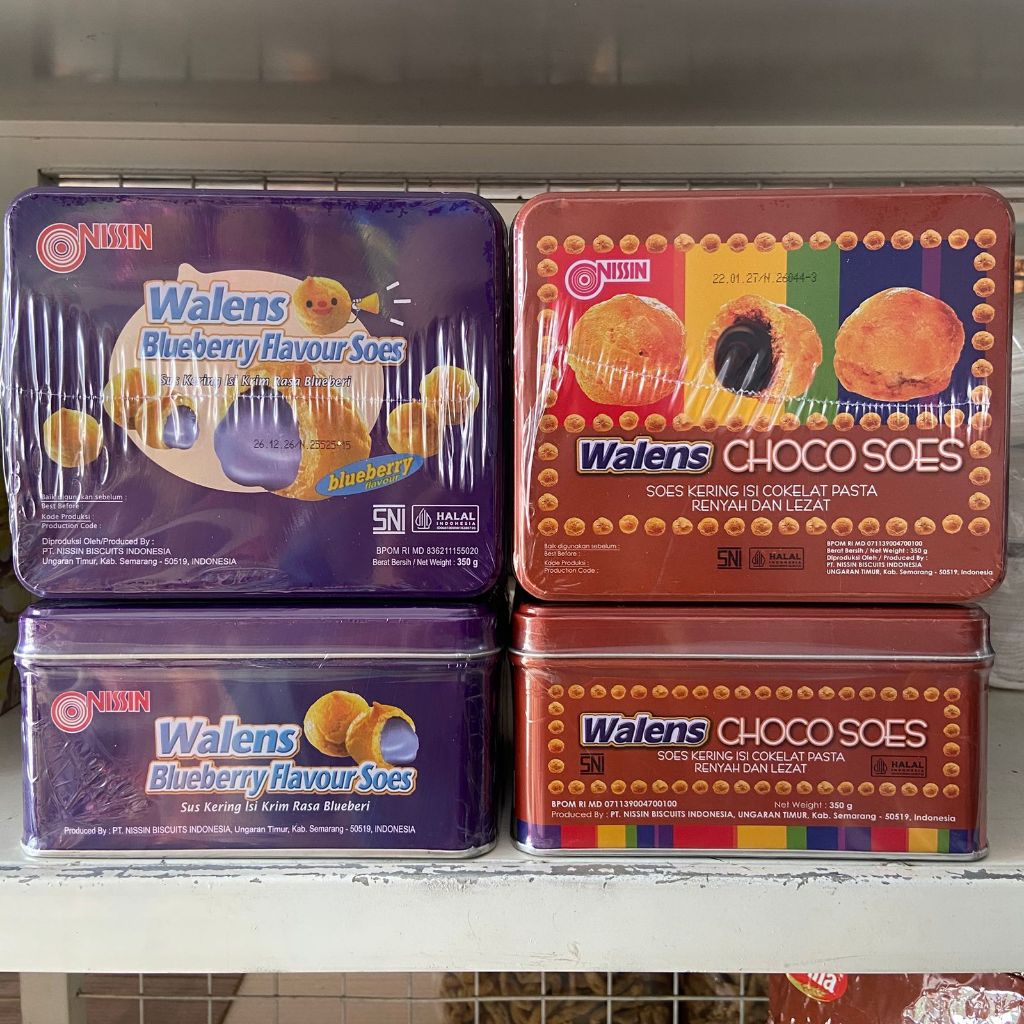 NISSIN
Walens
Blueberry Flavour Soes
Sus Kering Isi Krim Rasa Blueberi
26.12.26/N.25525-15
blueberry
flavour
Baik digunakan sebelum :
Best Before :
Kode Produksi :
Production Code :
Diproduksi Oleh/Produced By :
PT. NISSIN BISCUITS INDONESIA
Ungaran Timur, Kab. Semarang - 50519, INDONESIA
SNI
HALAL
INDONESIA
BPOM RI MD 836211155020
Berat Bersih / Net Weight : 350 g
NISSIN
22.01.27/N.26044-3
Walens CHOCO SOES
SOES KERING ISI COKELAT PASTA
RENYAH DAN LEZAT
Baik digunakan sebelum :
Best Before :
Kode Produksi :
Production Code :
SNI
HALAL
INDONESIA
BPOM RI MD 071139004700100
Berat Bersih / Net Weight : 350 g
Diproduksi Oleh / Produced By :
PT. NISSIN BISCUITS INDONESIA
UNGARAN TIMUR, Kab. Semarang - 50519, Indonesia
NISSIN
Walens
Blueberry Flavour Soes
Sus Kering Isi Krim Rasa Blueberi
Produced By : PT. NISSIN BISCUITS INDONESIA, Ungaran Timur, Kab. Semarang - 50519, INDONESIA
Walens CHOCO SOES
SOES KERING ISI COKELAT PASTA
RENYAH DAN LEZAT
SNI
HALAL
INDONESIA
BPOM RI MD 071139004700100
Net Weight : 350 g
Produced By : PT. NISSIN BISCUITS INDONESIA, UNGARAN TIMUR, Kab. Semarang - 50519, Indonesia